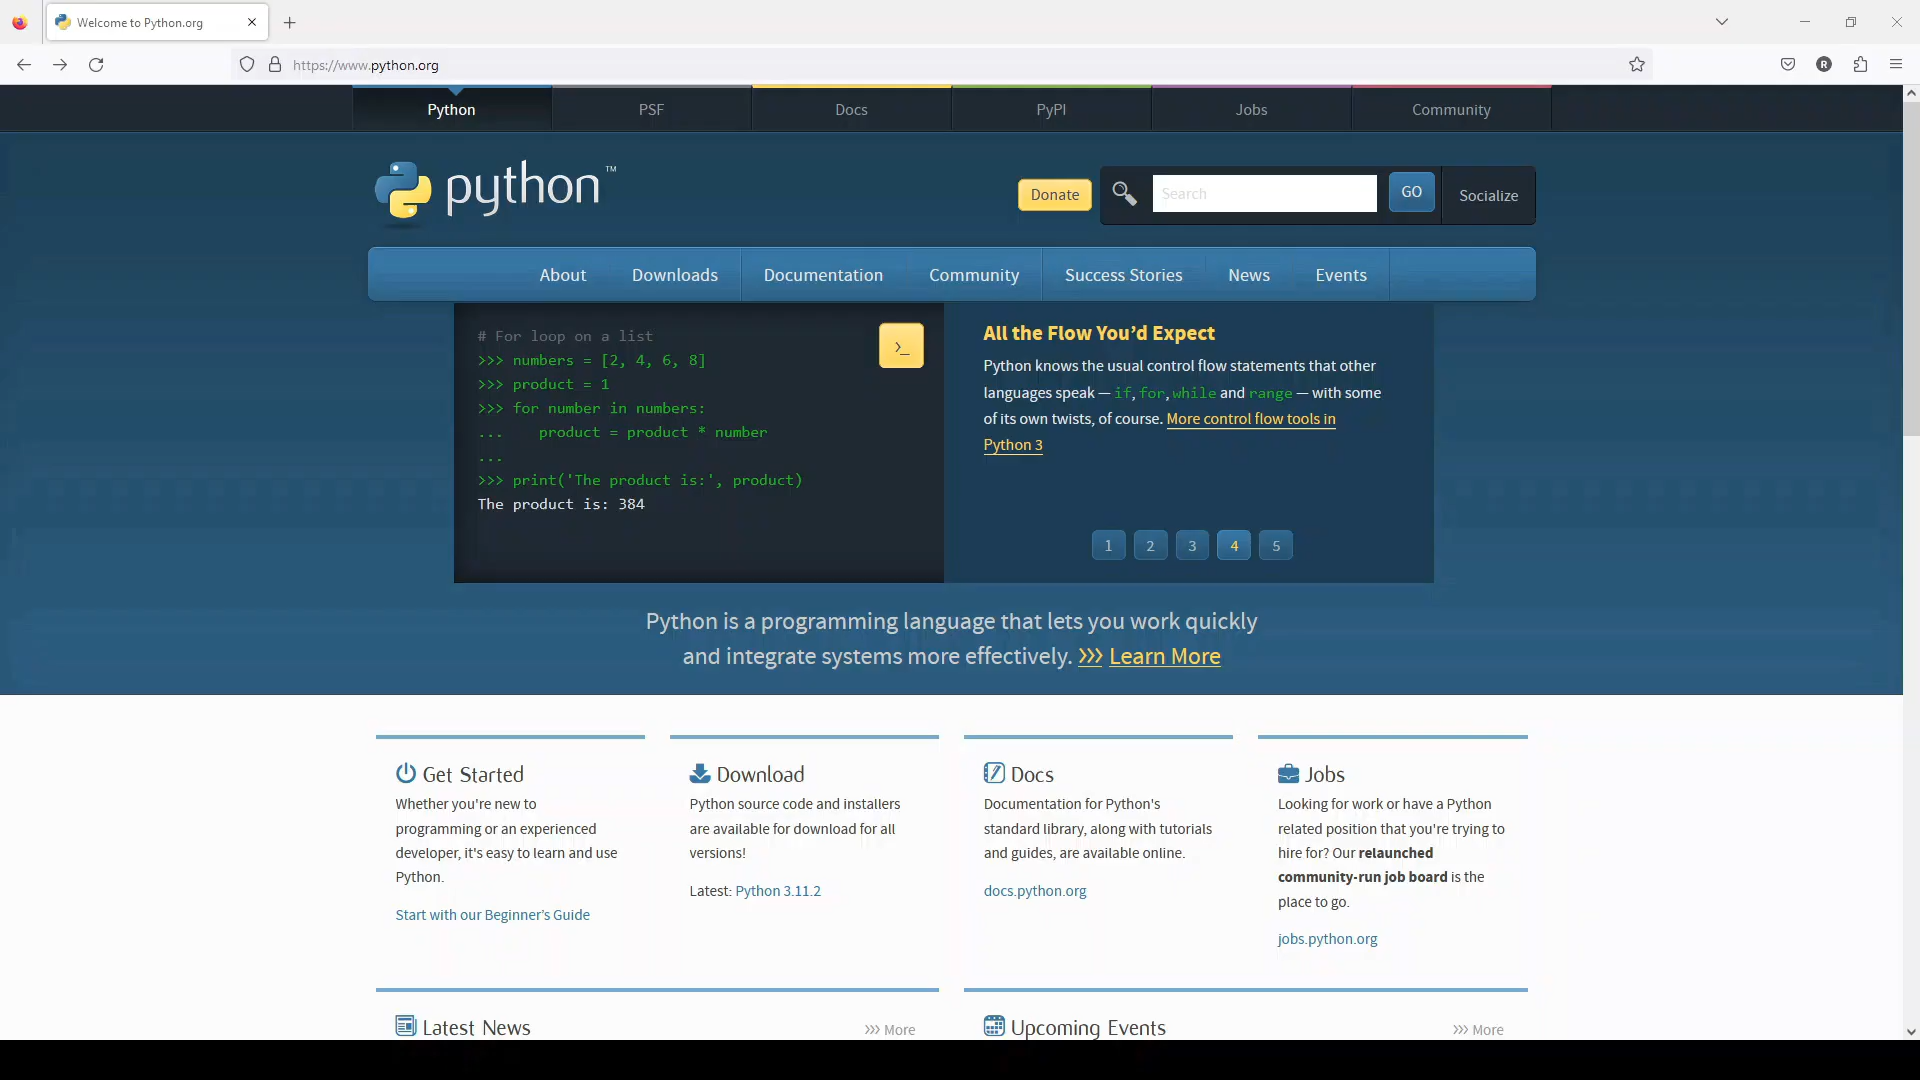 Welcome to Python.org
https://www.python.org
R
Python
PSF
Docs
PyPI
Jobs
Community
python™
Donate
Search
GO
Socialize
About
Downloads
Documentation
Community
Success Stories
News
Events
# For loop on a list
>>> numbers = [2, 4, 6, 8]
>>> product = 1
>>> for number in numbers:
...    product = product * number
...
>>> print('The product is:', product)
The product is: 384
>_
All the Flow You’d Expect
Python knows the usual control flow statements that other
languages speak — if, for, while and range — with some
of its own twists, of course. More control flow tools in
Python 3
1
2
3
4
5
Python is a programming language that lets you work quickly
and integrate systems more effectively. >>> Learn More
Get Started
Whether you're new to
programming or an experienced
developer, it's easy to learn and use
Python.
Start with our Beginner’s Guide
Download
Python source code and installers
are available for download for all
versions!
Latest: Python 3.11.2
Docs
Documentation for Python's
standard library, along with tutorials
and guides, are available online.
docs.python.org
Jobs
Looking for work or have a Python
related position that you're trying to
hire for? Our relaunched
community-run job board is the
place to go.
jobs.python.org
Latest News
>>> More
Upcoming Events
>>> More